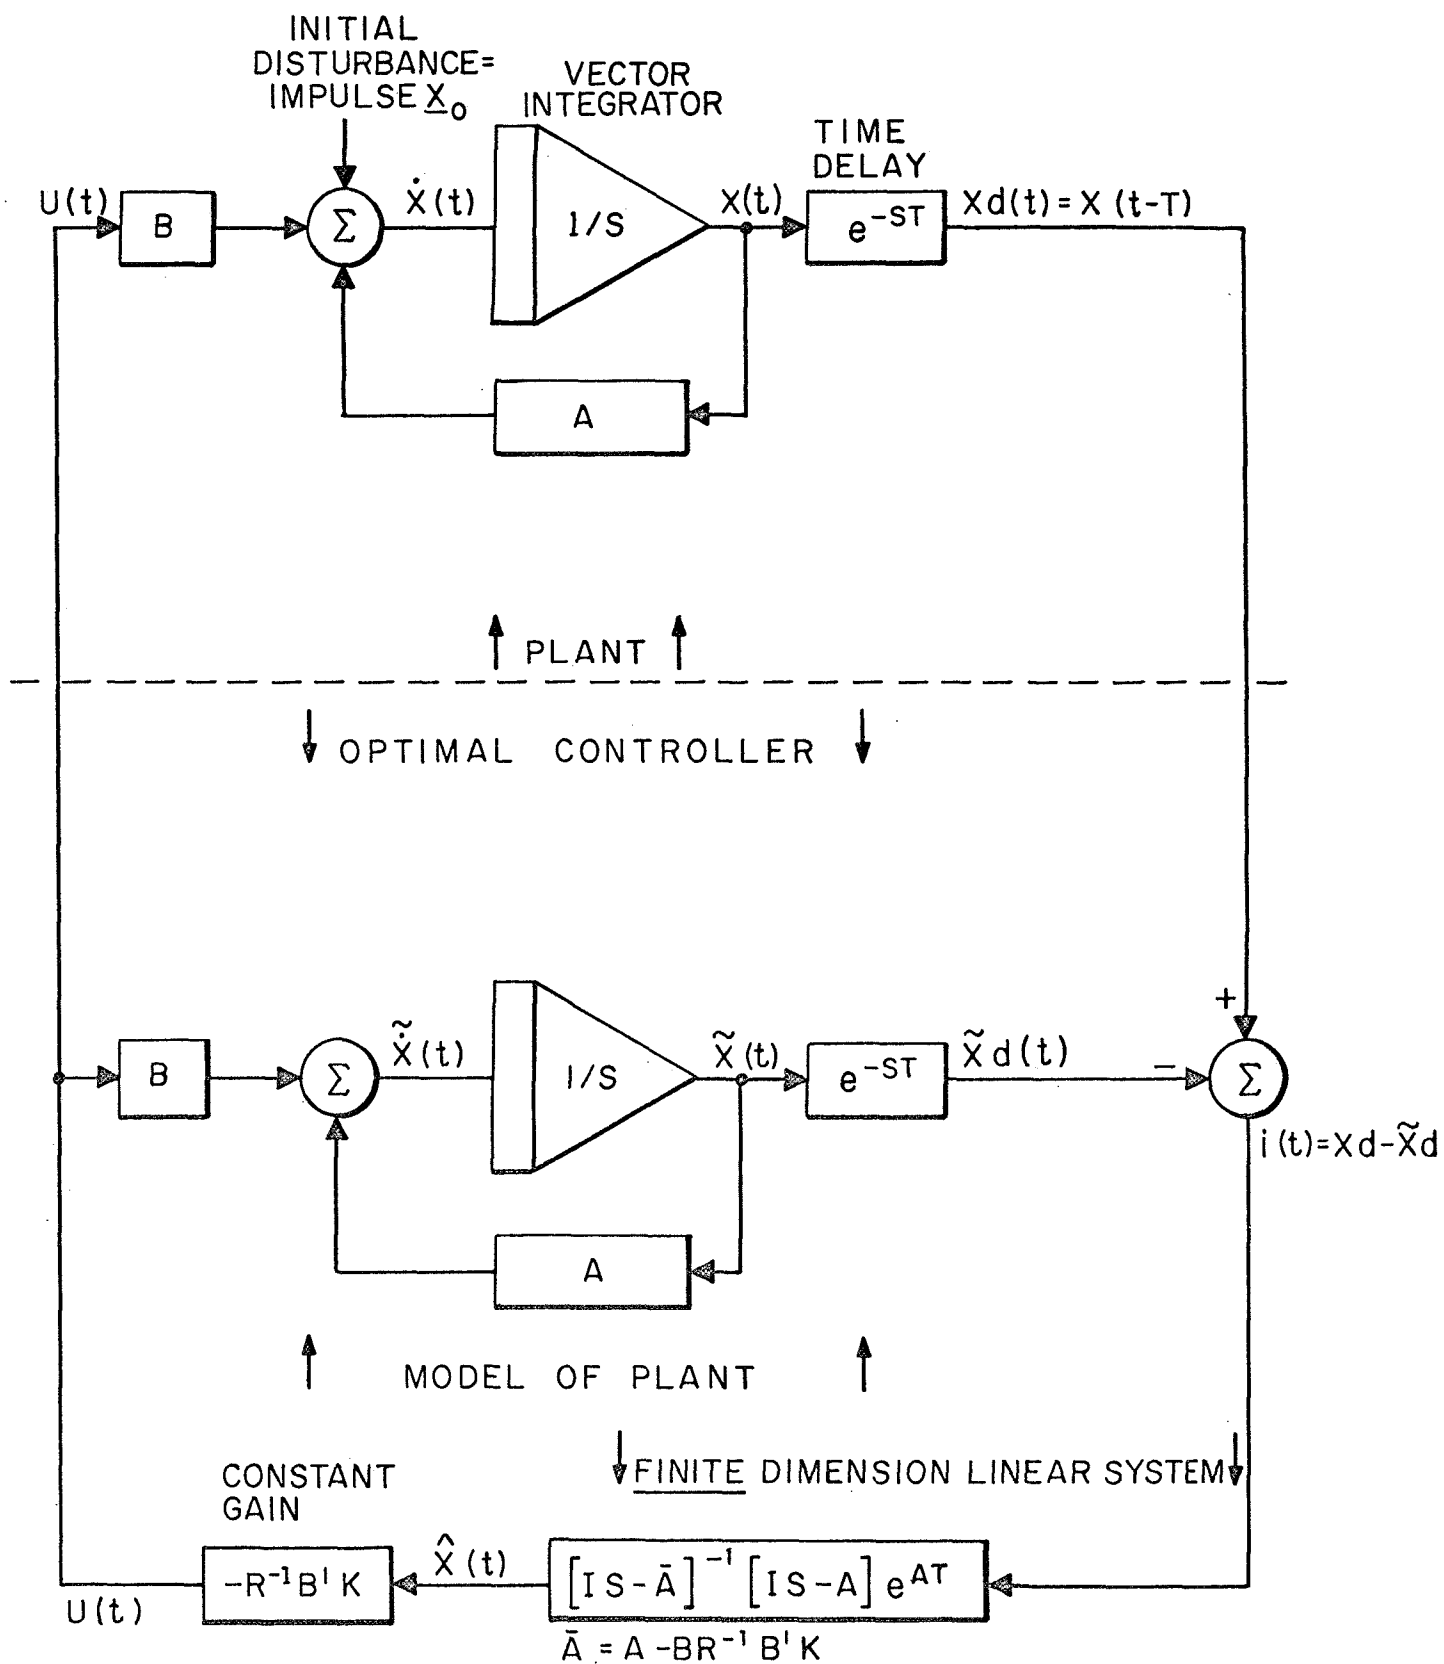 INITIAL
DISTURBANCE=
IMPULSE X₀
VECTOR
INTEGRATOR
TIME
DELAY
U(t)
B
Σ
Ẋ(t)
1/S
X(t)
e^-ST
Xd(t)=X(t-T)
A
PLANT
OPTIMAL CONTROLLER
+
B
Σ
X̃̇(t)
1/S
X̃(t)
e^-ST
X̃d(t)
−
Σ
i(t)=Xd-X̃d
A
MODEL OF PLANT
FINITE DIMENSION LINEAR SYSTEM
CONSTANT
GAIN
U(t)
-R⁻¹B'K
X̂(t)
[IS-Ā]⁻¹[IS-A]e^AT
Ā=A-BR⁻¹B'K